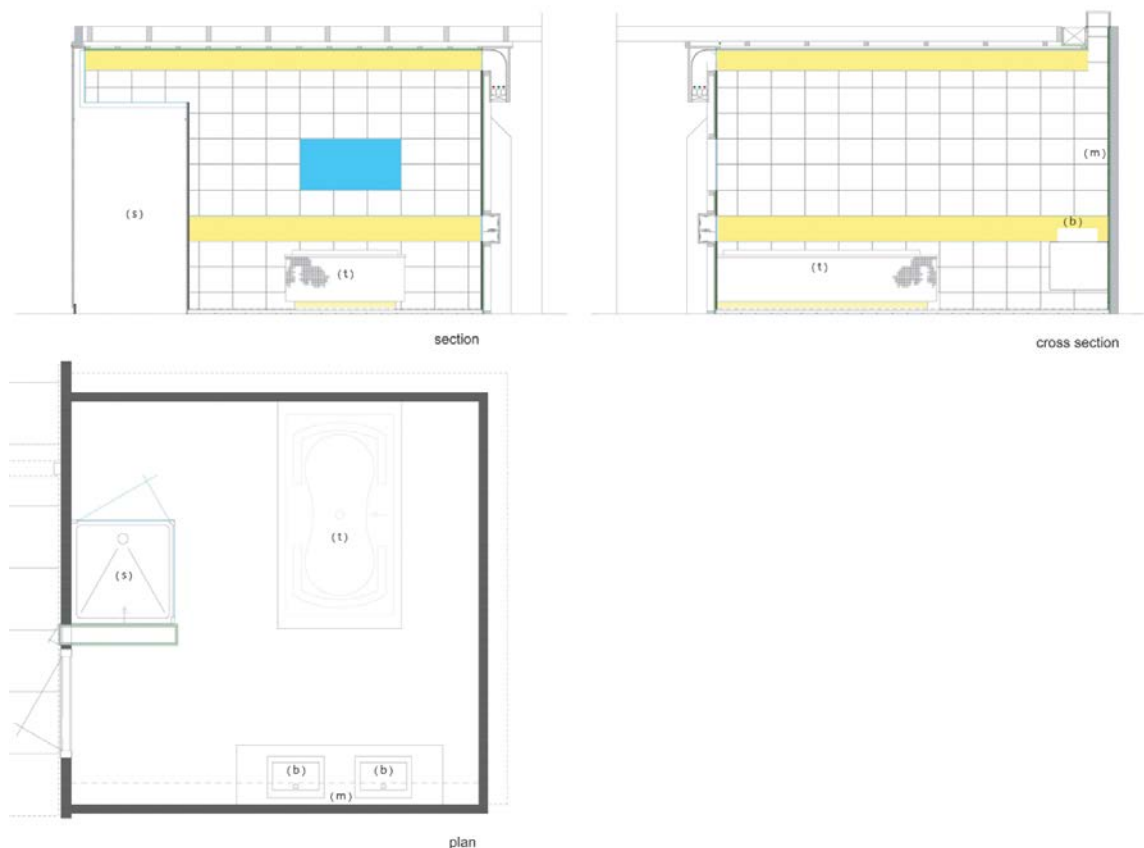 (s)
(t)
section
(m)
(b)
(t)
cross section
(t)
(s)
(b) (b)
(m)
plan